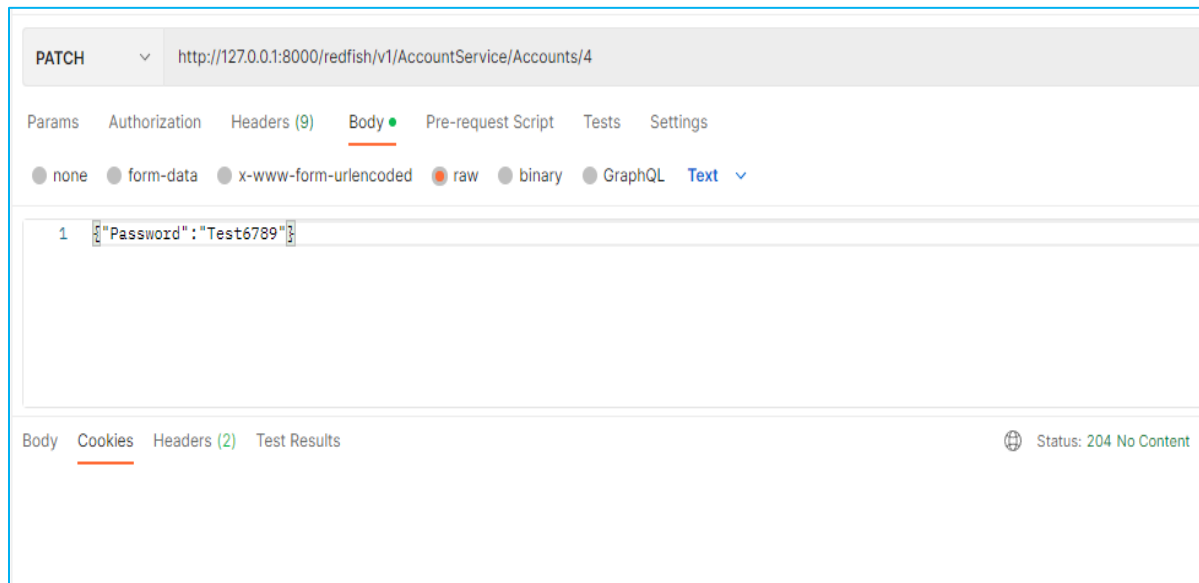 PATCH http://127.0.0.1:8000/redfish/v1/AccountService/Accounts/4
Params Authorization Headers (9) Body Pre-request Script Tests Settings
none form-data x-www-form-urlencoded raw binary GraphQL Text
1 {"Password":"Test6789"}
Body Cookies Headers (2) Test Results Status: 204 No Content